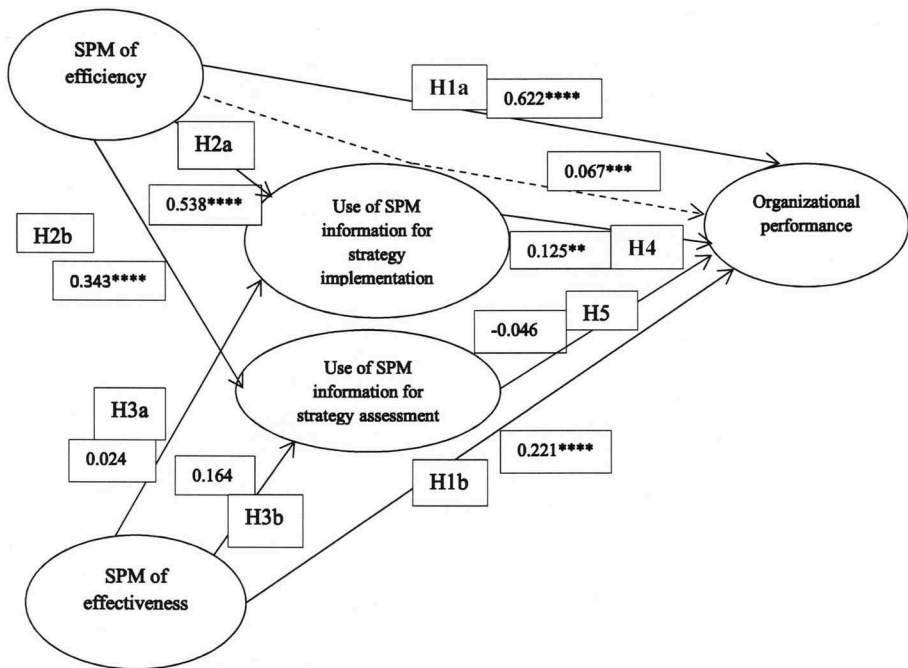 SPM of
efficiency
H1a
0.622****
H2a
0.067***
0.538****
Use of SPM
information for
strategy
implementation
Organizational
performance
H2b
0.125**
H4
0.343****
H5
-0.046
Use of SPM
information for
strategy assessment
H3a
0.024
0.221****
0.164
H1b
H3b
SPM of
effectiveness